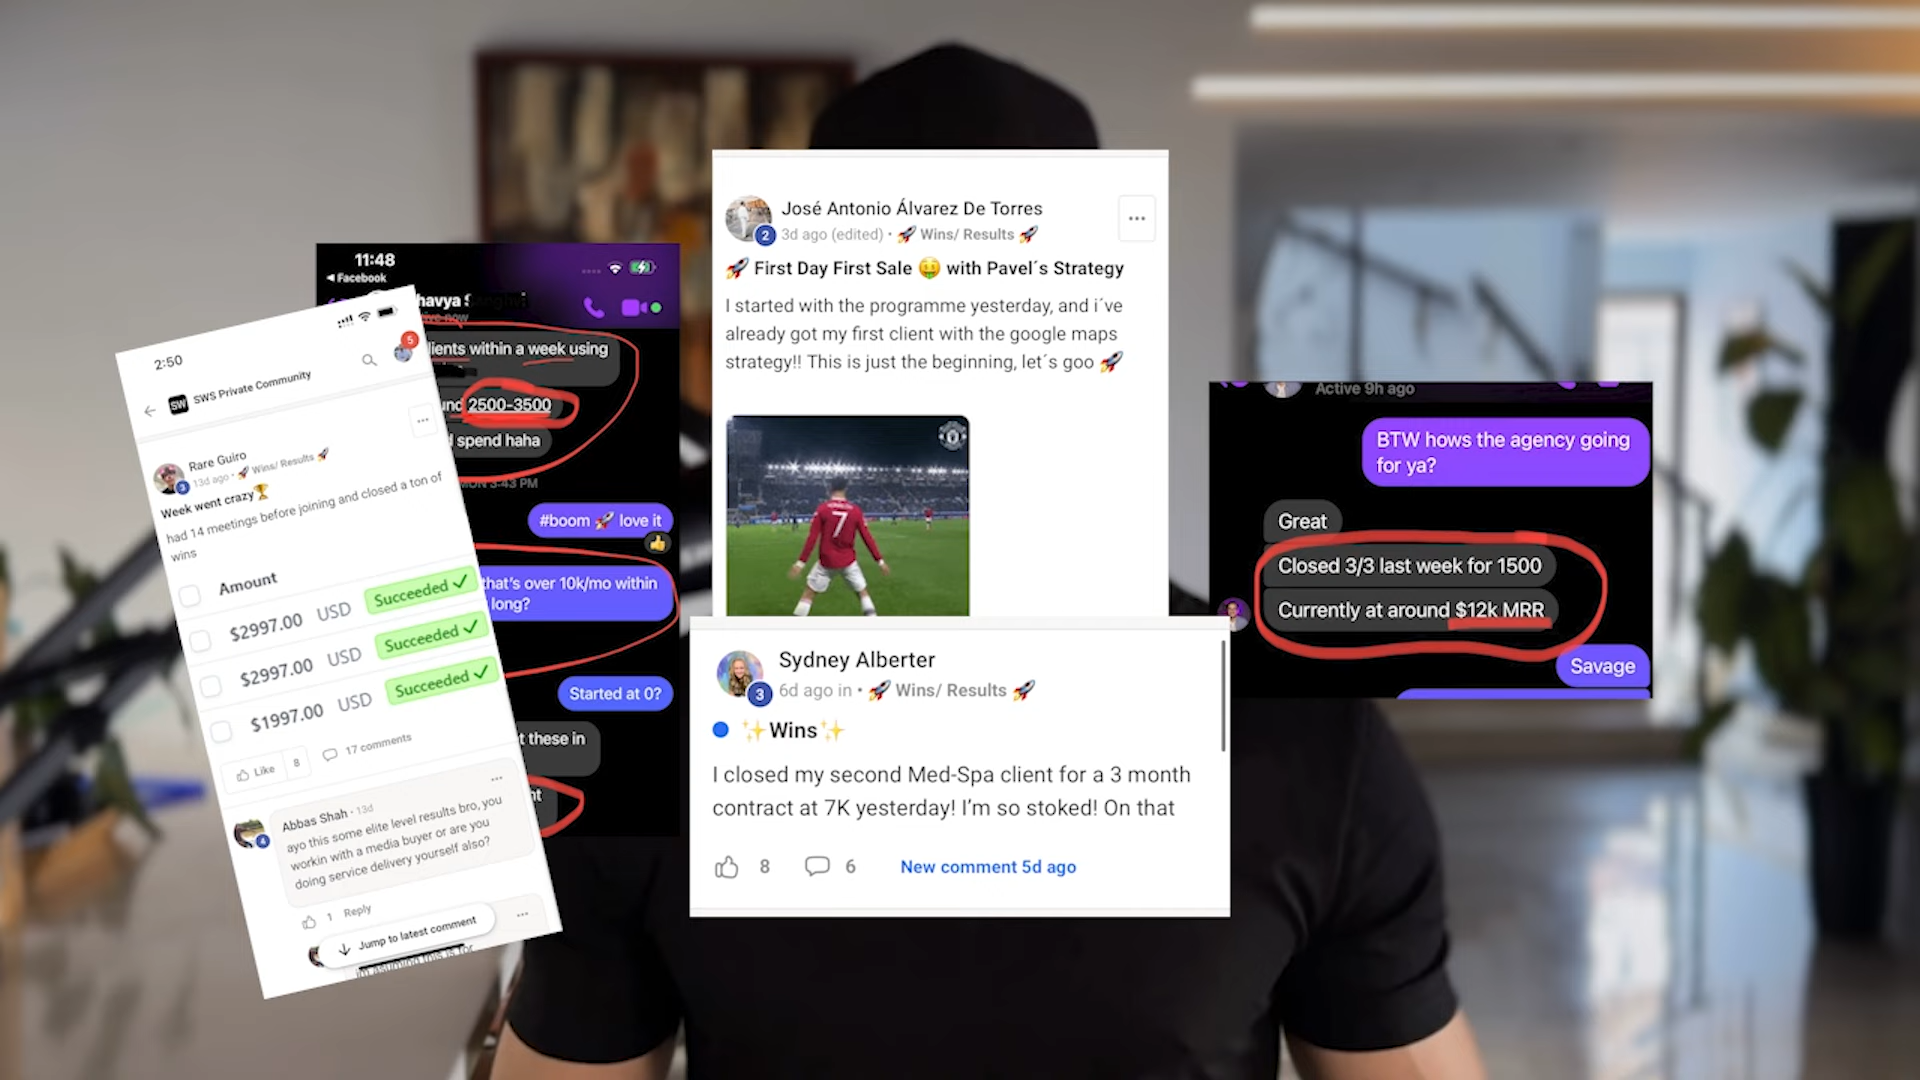 2:50
SW SWS Private Community
5
Rare Guiro
3 13d ago • 🚀 Wins/ Results 🚀
Week went crazy🏆
had 14 meetings before joining and closed a ton of
wins
Amount
$2997.00 USD Succeeded ✓
$2997.00 USD Succeeded ✓
$1997.00 USD Succeeded ✓
Like 8 17 comments
Abbas Shah · 13d
4
ayo this some elite level results bro, you
workin with a media buyer or are you
doing service delivery yourself also?
1 Reply
Jump to latest comment
11:48
Facebook
within a week using
2500-3500
spend haha
3:43 PM
#boom 🚀 love it
👍
that's over 10k/mo within
long?
Started at 0?
these in
José Antonio Álvarez De Torres
2 3d ago (edited) • 🚀 Wins/ Results 🚀
🚀 First Day First Sale 🤑 with Pavel´s Strategy
I started with the programme yesterday, and i´ve
already got my first client with the google maps
strategy!! This is just the beginning, let´s goo 🚀
7
Sydney Alberter
3 6d ago in • 🚀 Wins/ Results 🚀
✨Wins✨
I closed my second Med-Spa client for a 3 month
contract at 7K yesterday! I'm so stoked! On that
8 6 New comment 5d ago
Active 9h ago
BTW hows the agency going
for ya?
Great
Closed 3/3 last week for 1500
Currently at around $12k MRR
Savage